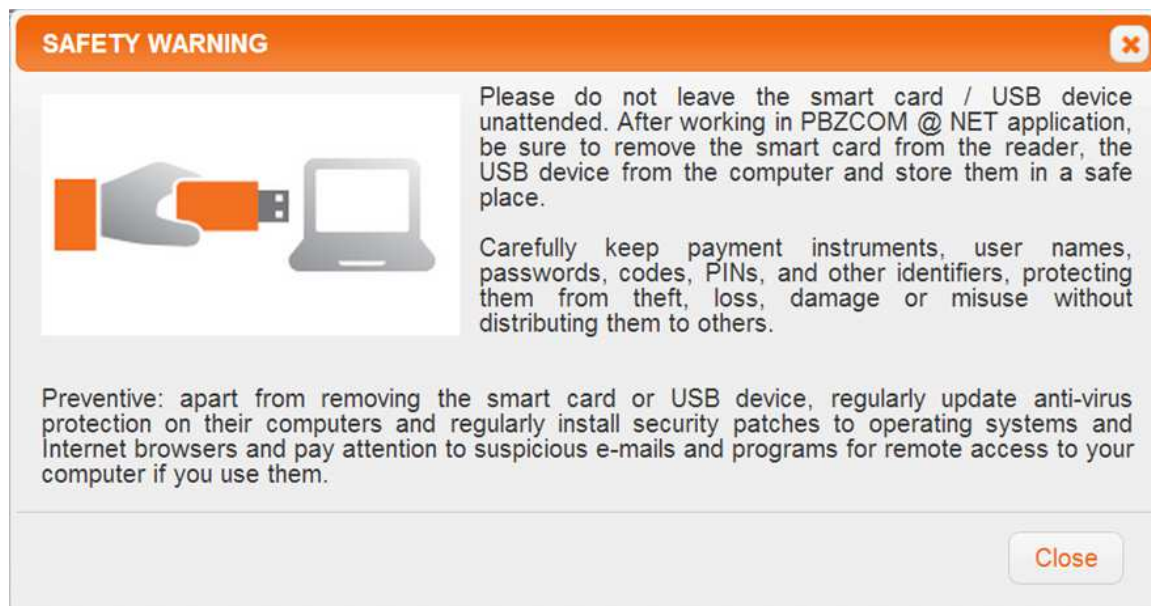 SAFETY WARNING
Please do not leave the smart card / USB device
unattended. After working in PBZCOM @ NET application,
be sure to remove the smart card from the reader, the
USB device from the computer and store them in a safe
place.
Carefully keep payment instruments, user names,
passwords, codes, PINs, and other identifiers, protecting
them from theft, loss, damage or misuse without
distributing them to others.
Preventive: apart from removing the smart card or USB device, regularly update anti-virus
protection on their computers and regularly install security patches to operating systems and
Internet browsers and pay attention to suspicious e-mails and programs for remote access to your
computer if you use them.
Close